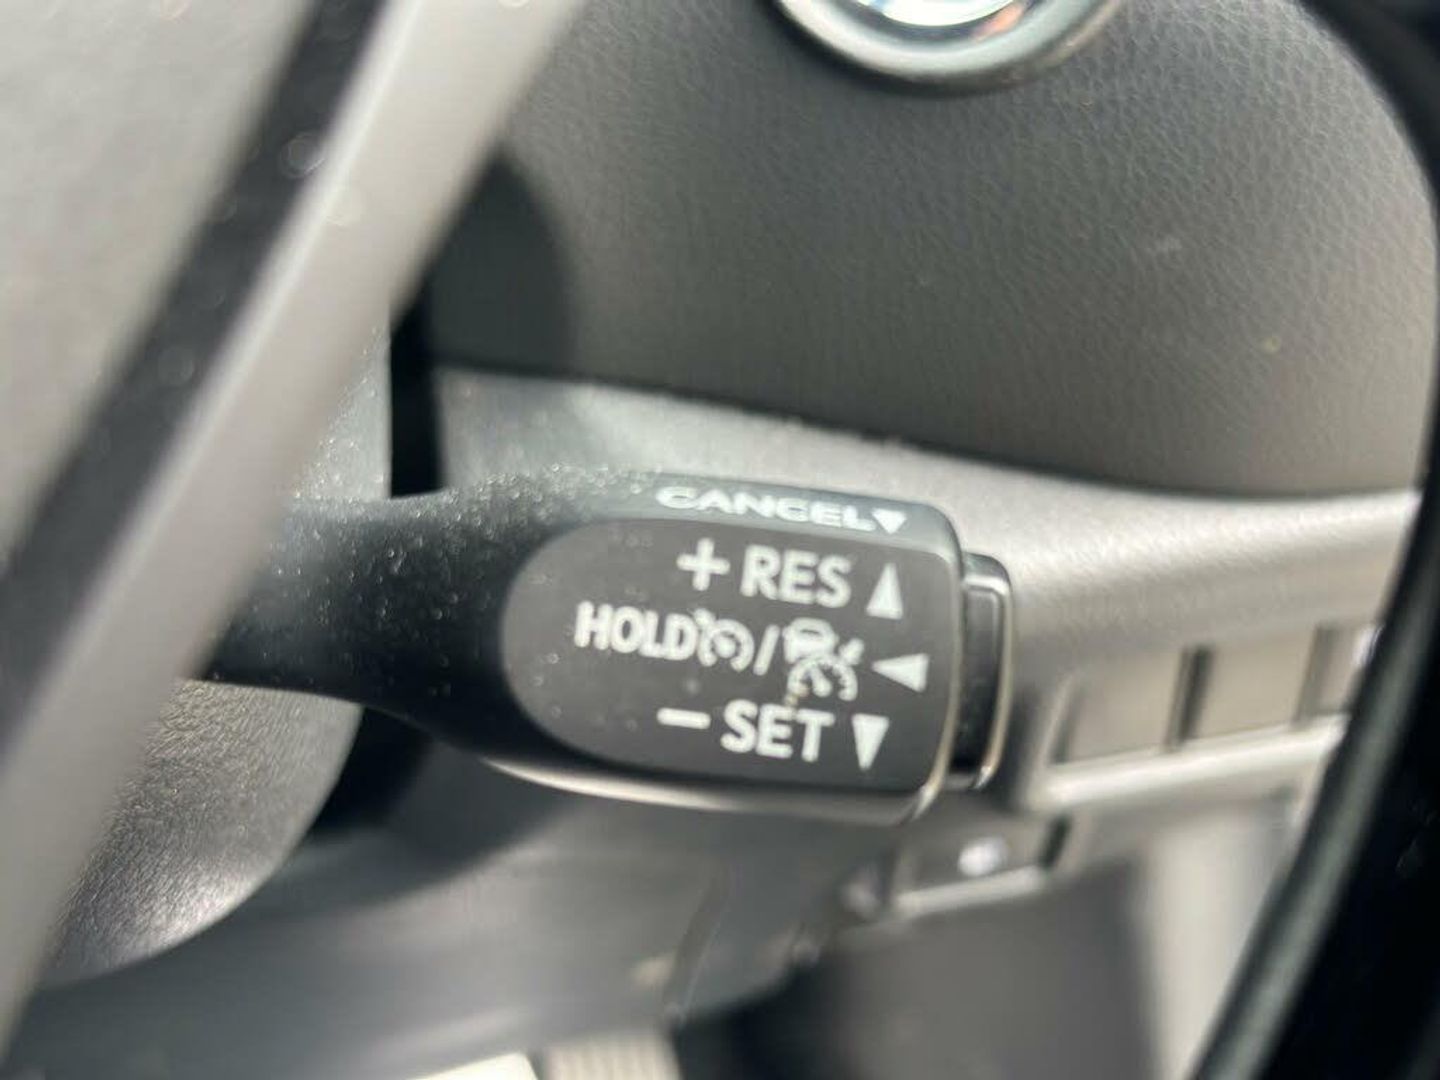 CANCEL▼
+ RES ▲
HOLD / ◀
− SET ▼